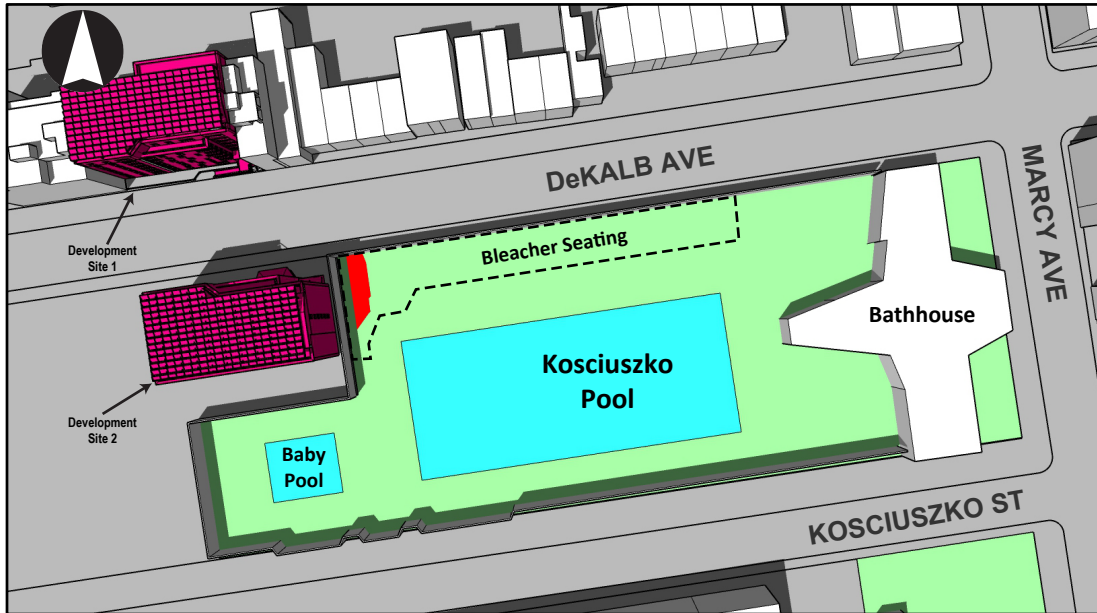 DeKALB AVE
MARCY AVE
Development
Site 1
Bleacher Seating
Bathhouse
Kosciuszko
Pool
Development
Site 2
Baby
Pool
KOSCIUSZKO ST